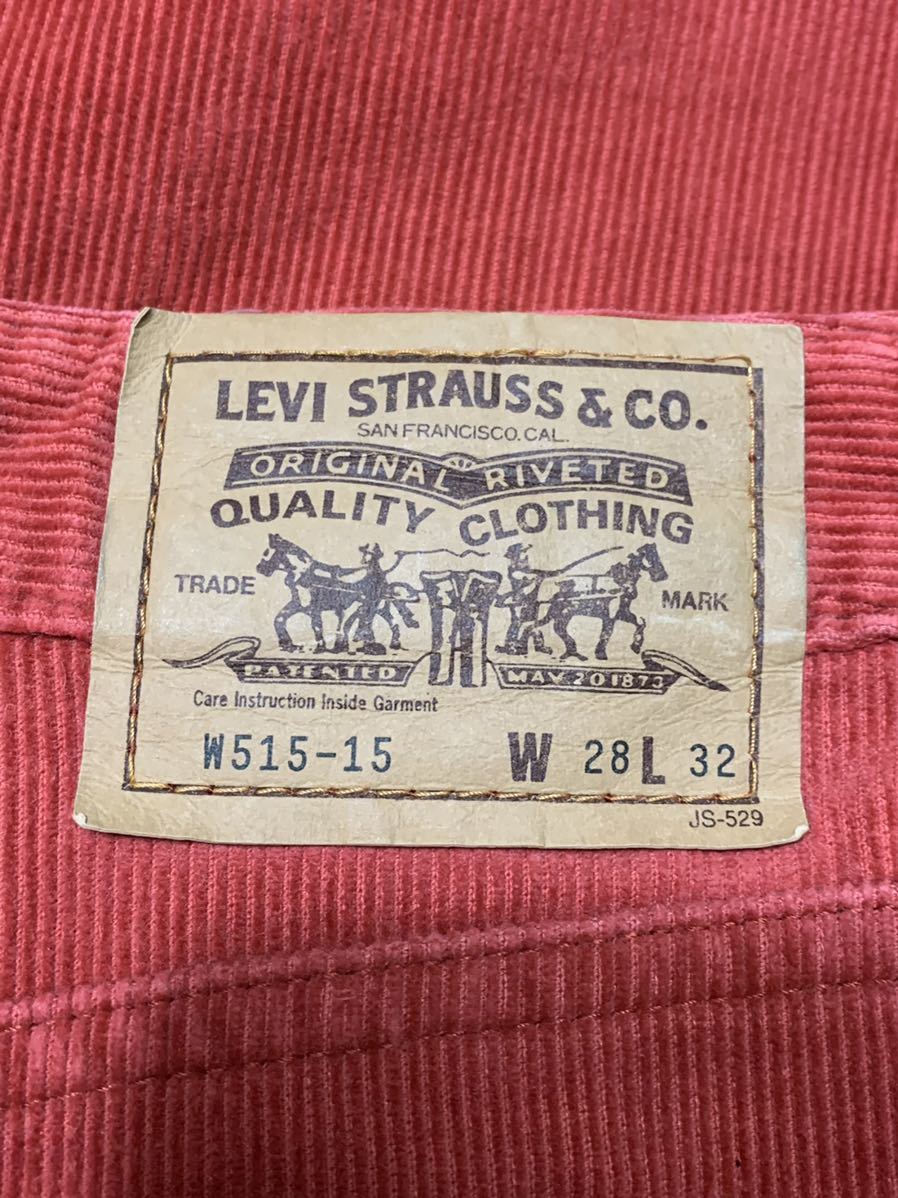 LEVI STRAUSS & CO.
SAN FRANCISCO. CAL.
ORIGINAL RIVETED
QUALITY CLOTHING
TRADE MARK
PATENTED MAY 20 1873
Care Instruction Inside Garment
W515-15 W 28 L 32
JS-529